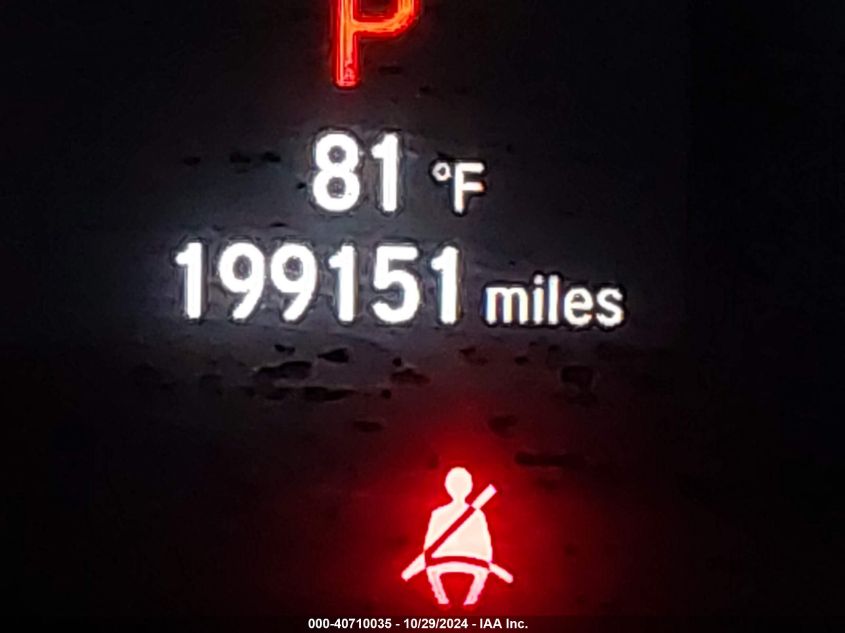 P
81 °F
199151 miles
000-40710035 - 10/29/2024 - IAA Inc.